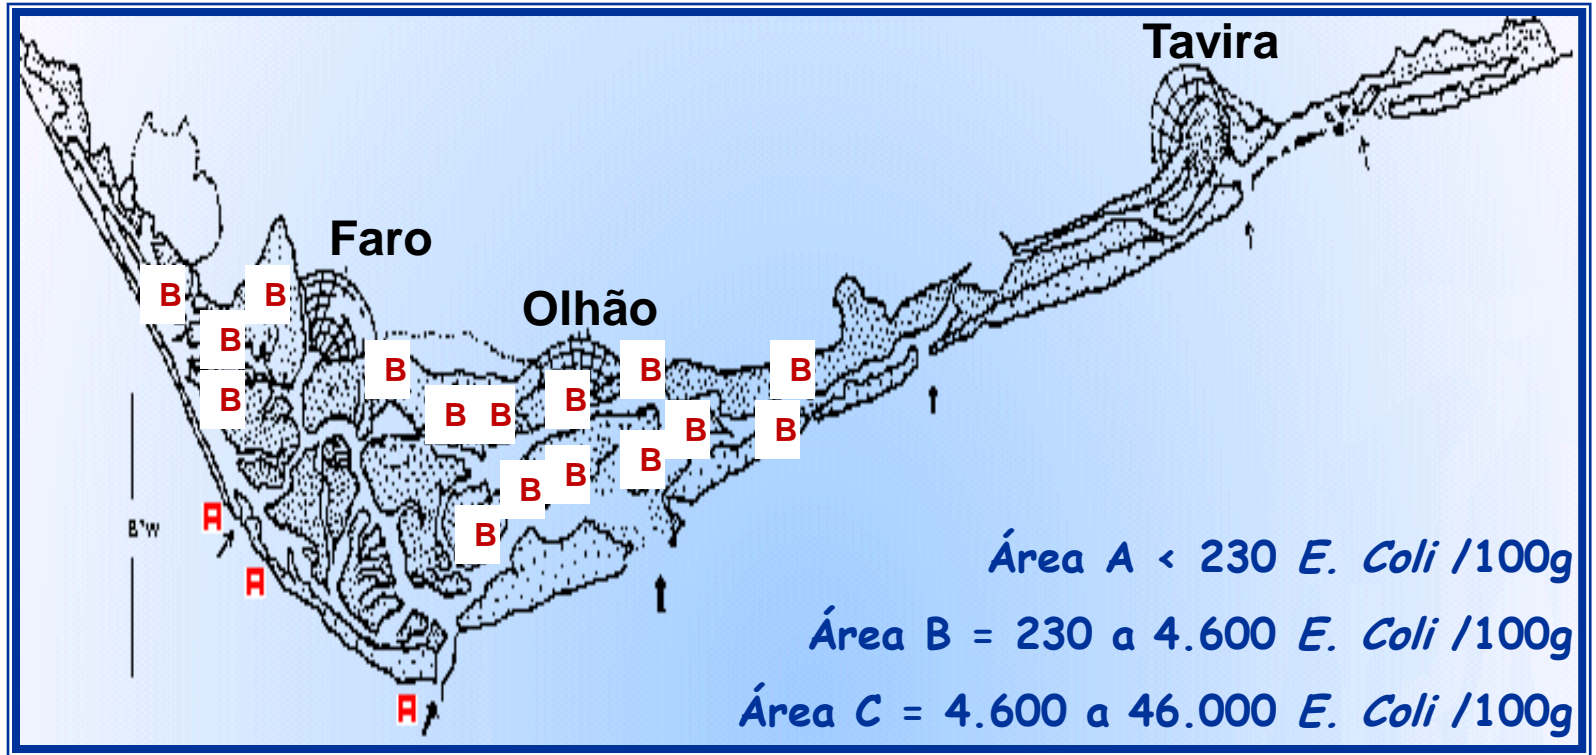 Tavira
Faro
Olhão
B B
B
B B B
B
B B B
B B
B B
B
B
A
8°W
A
A
Área A < 230 E. Coli /100g
Área B = 230 a 4.600 E. Coli /100g
Área C = 4.600 a 46.000 E. Coli /100g